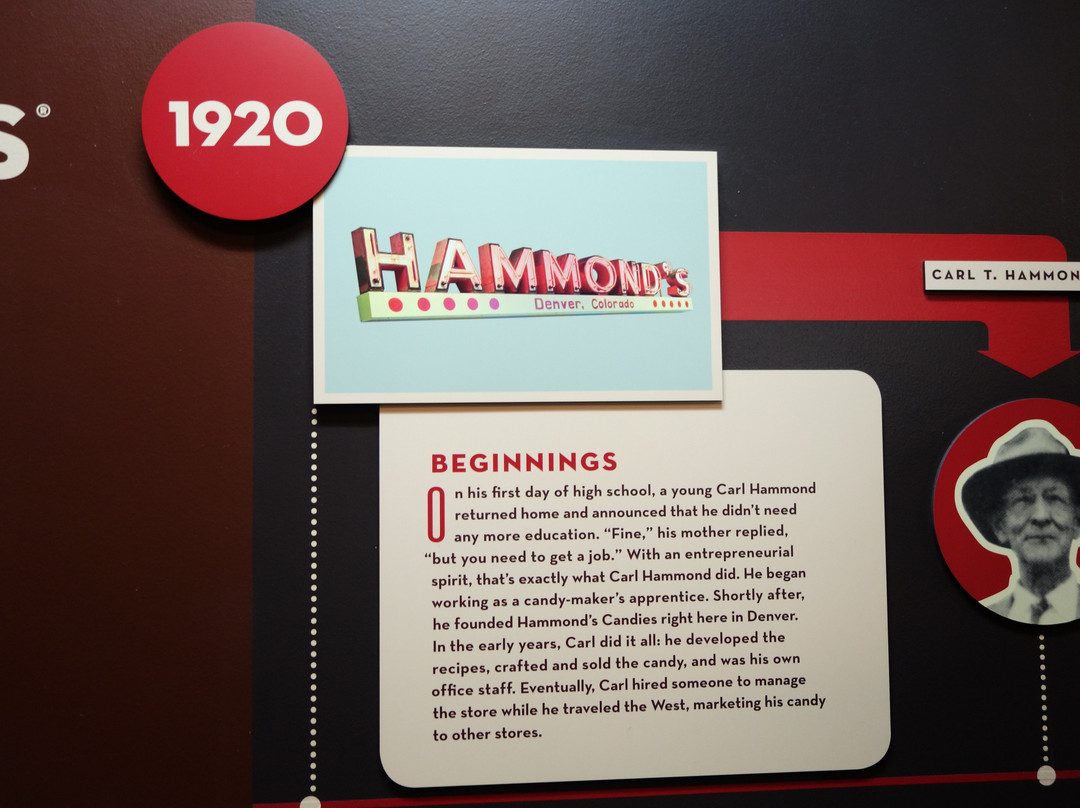 S®
1920
HAMMOND'S
Denver, Colorado
CARL T. HAMMON
BEGINNINGS
On his first day of high school, a young Carl Hammond
returned home and announced that he didn't need
any more education. “Fine,” his mother replied,
“but you need to get a job.” With an entrepreneurial
spirit, that's exactly what Carl Hammond did. He began
working as a candy-maker's apprentice. Shortly after,
he founded Hammond's Candies right here in Denver.
In the early years, Carl did it all: he developed the
recipes, crafted and sold the candy, and was his own
office staff. Eventually, Carl hired someone to manage
the store while he traveled the West, marketing his candy
to other stores.